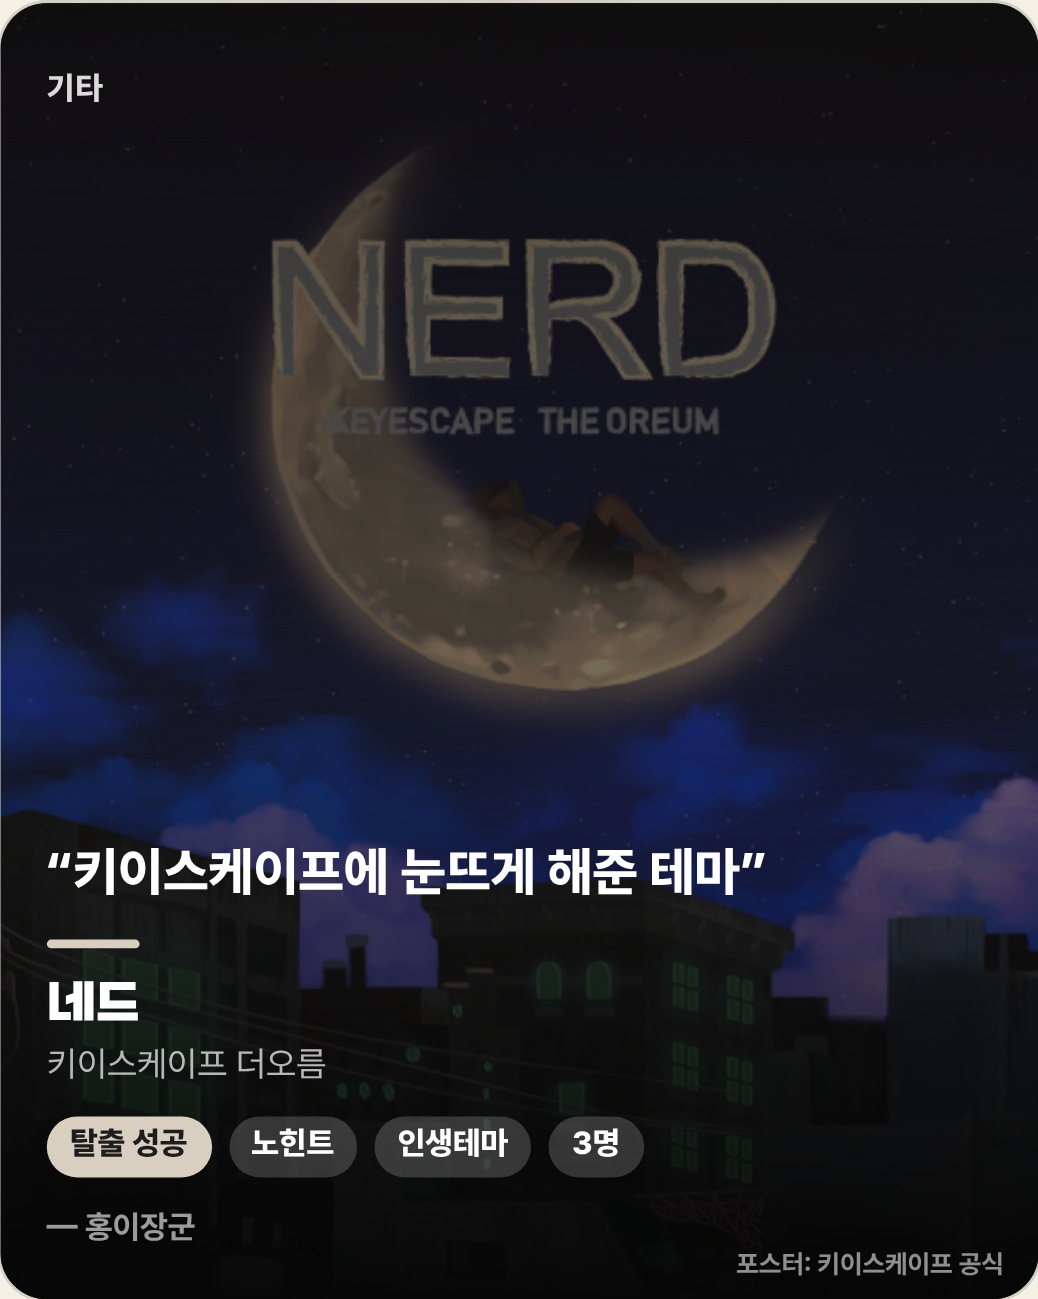 기타
NERD
KEYESCAPE THE OREUM
“키이스케이프에 눈뜨게 해준 테마”
네드
키이스케이프 더오름
탈출 성공 노힌트 인생테마 3명
— 홍이장군
포스터: 키이스케이프 공식